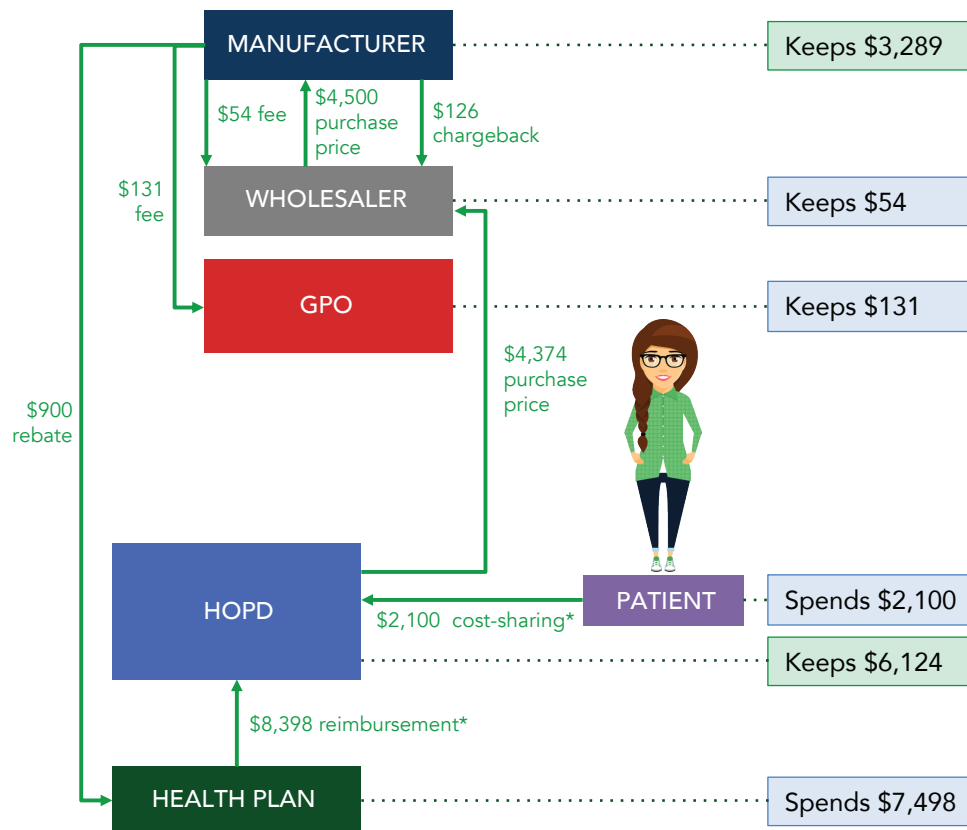 MANUFACTURER
Keeps $3,289
$54 fee
$4,500
purchase
price
$126
chargeback
$131
fee
WHOLESALER
Keeps $54
GPO
Keeps $131
$4,374
purchase
price
$900
rebate
HOPD
PATIENT
Spends $2,100
$2,100 cost-sharing*
Keeps $6,124
$8,398 reimbursement*
HEALTH PLAN
Spends $7,498